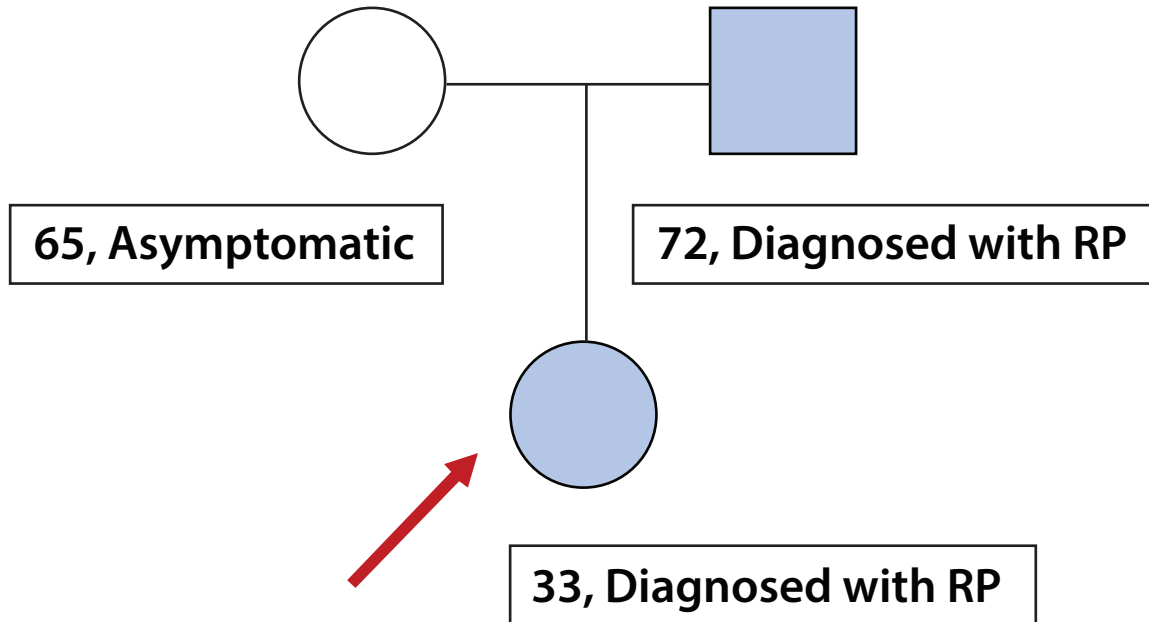 65, Asymptomatic
72, Diagnosed with RP
33, Diagnosed with RP